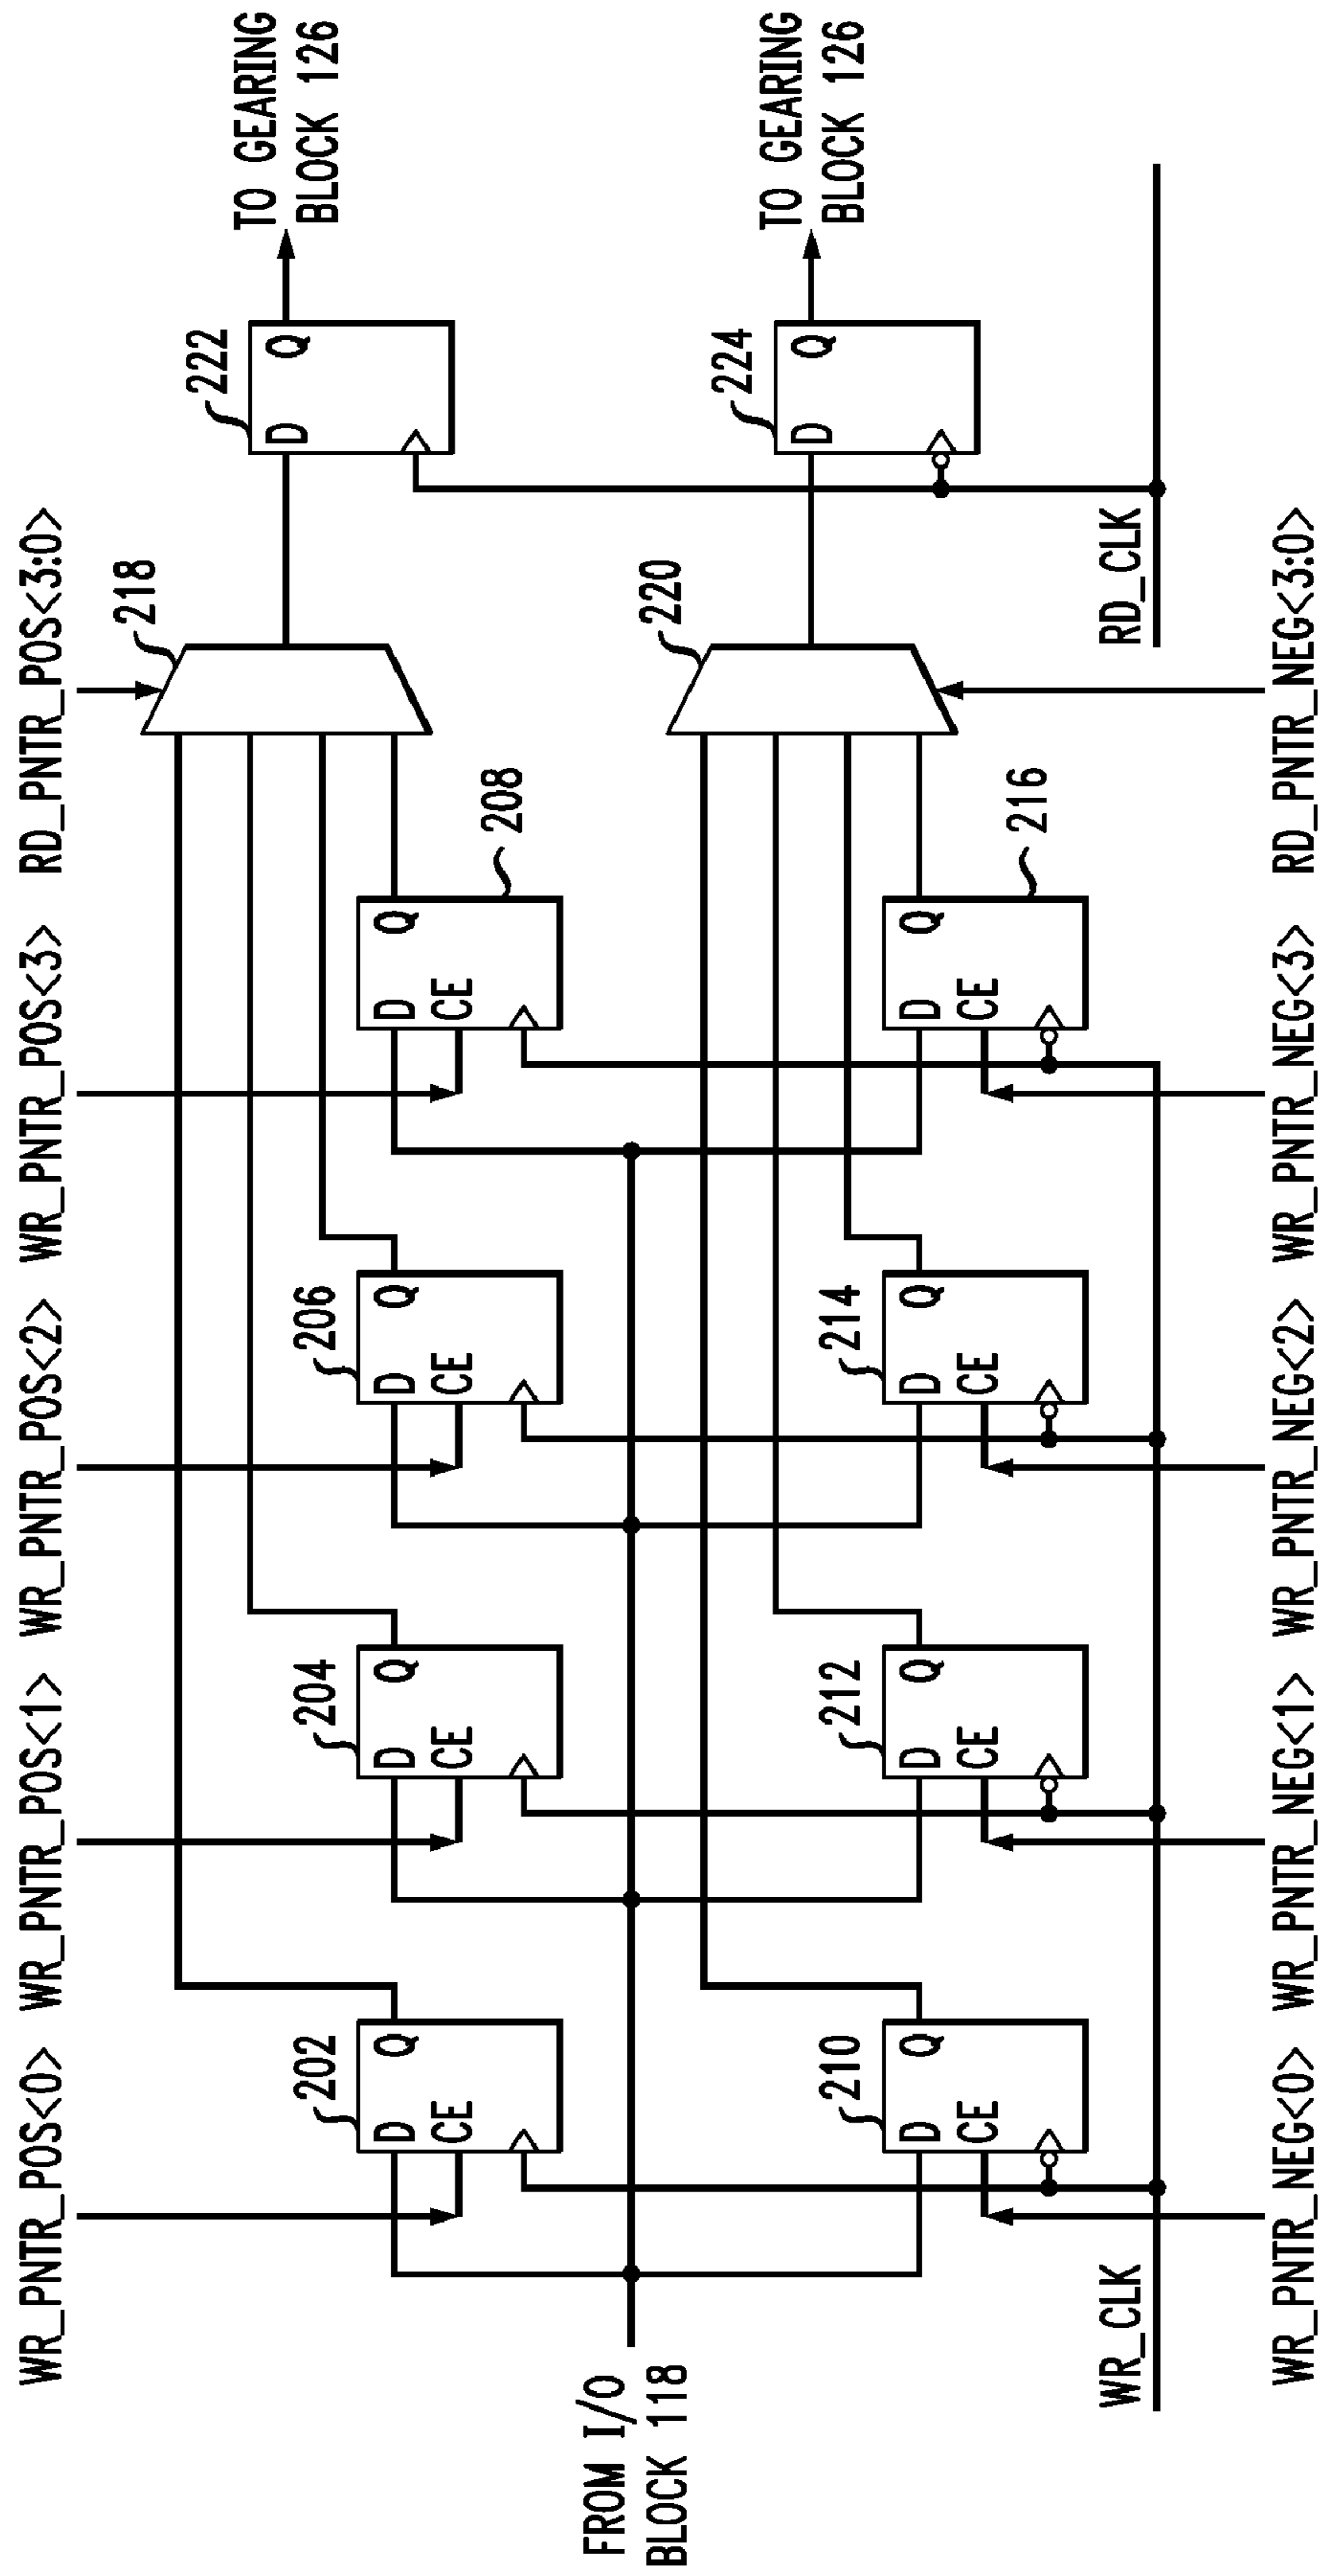 WR_PNTR_POS<0>
WR_PNTR_POS<1>
WR_PNTR_POS<2>
WR_PNTR_POS<3>
RD_PNTR_POS<3:0>
218
222
TO GEARING
BLOCK 126
202
D
Q
CE
204
D
Q
CE
206
D
Q
CE
208
D
Q
CE
D
Q
FROM I/O
BLOCK 118
220
224
TO GEARING
BLOCK 126
210
D
Q
CE
212
D
Q
CE
214
D
Q
CE
216
D
Q
CE
D
Q
WR_CLK
RD_CLK
WR_PNTR_NEG<0>
WR_PNTR_NEG<1>
WR_PNTR_NEG<2>
WR_PNTR_NEG<3>
RD_PNTR_NEG<3:0>